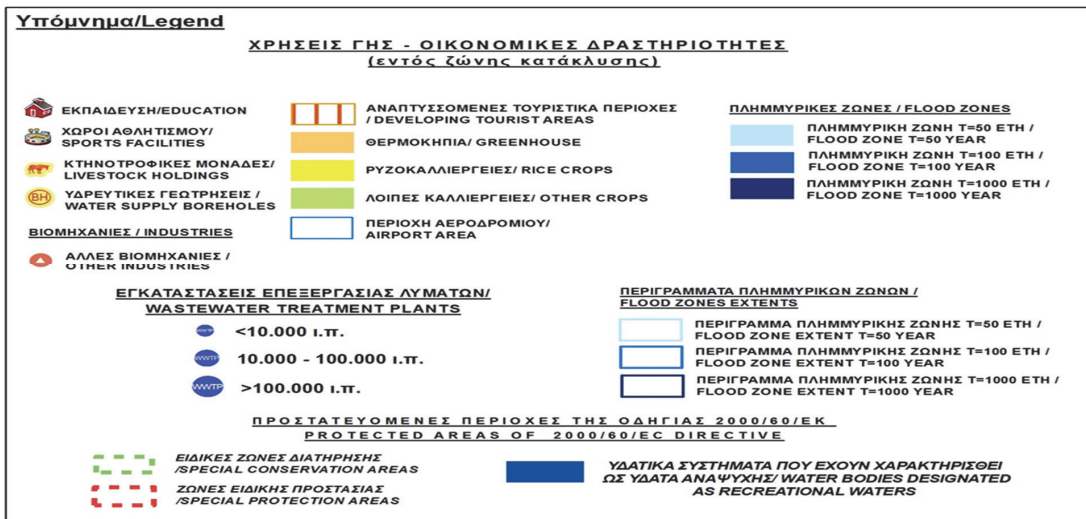 Υπόμνημα/Legend
ΧΡΗΣΕΙΣ ΓΗΣ - ΟΙΚΟΝΟΜΙΚΕΣ ΔΡΑΣΤΗΡΙΟΤΗΤΕΣ
(εντός ζώνης κατάκλυσης)
ΕΚΠΑΙΔΕΥΣΗ/EDUCATION
ΧΩΡΟΙ ΑΘΛΗΤΙΣΜΟΥ/
SPORTS FACILITIES
ΚΤΗΝΟΤΡΟΦΙΚΕΣ ΜΟΝΑΔΕΣ/
LIVESTOCK HOLDINGS
BH
ΥΔΡΕΥΤΙΚΕΣ ΓΕΩΤΡΗΣΕΙΣ /
WATER SUPPLY BOREHOLES
ΒΙΟΜΗΧΑΝΙΕΣ / INDUSTRIES
ΑΛΛΕΣ ΒΙΟΜΗΧΑΝΙΕΣ /
OTHER INDUSTRIES
ΑΝΑΠΤΥΣΣΟΜΕΝΕΣ ΤΟΥΡΙΣΤΙΚΑ ΠΕΡΙΟΧΕΣ
/ DEVELOPING TOURIST AREAS
ΘΕΡΜΟΚΗΠΙΑ/ GREENHOUSE
ΡΥΖΟΚΑΛΛΙΕΡΓΕΙΕΣ/ RICE CROPS
ΛΟΙΠΕΣ ΚΑΛΛΙΕΡΓΕΙΕΣ/ OTHER CROPS
ΠΕΡΙΟΧΗ ΑΕΡΟΔΡΟΜΙΟΥ/
AIRPORT AREA
ΠΛΗΜΜΥΡΙΚΕΣ ΖΩΝΕΣ / FLOOD ZONES
ΠΛΗΜΜΥΡΙΚΗ ΖΩΝΗ T=50 ΕΤΗ /
FLOOD ZONE T=50 YEAR
ΠΛΗΜΜΥΡΙΚΗ ΖΩΝΗ T=100 ΕΤΗ /
FLOOD ZONE T=100 YEAR
ΠΛΗΜΜΥΡΙΚΗ ΖΩΝΗ T=1000 ΕΤΗ /
FLOOD ZONE T=1000 YEAR
ΕΓΚΑΤΑΣΤΑΣΕΙΣ ΕΠΕΞΕΡΓΑΣΙΑΣ ΛΥΜΑΤΩΝ/
WASTEWATER TREATMENT PLANTS
<10.000 ι.π.
WWTP
10.000 - 100.000 ι.π.
WWTP
>100.000 ι.π.
ΠΕΡΙΓΡΑΜΜΑΤΑ ΠΛΗΜΜΥΡΙΚΩΝ ΖΩΝΩΝ /
FLOOD ZONES EXTENTS
ΠΕΡΙΓΡΑΜΜΑ ΠΛΗΜΜΥΡΙΚΗΣ ΖΩΝΗΣ T=50 ΕΤΗ /
FLOOD ZONE EXTENT T=50 YEAR
ΠΕΡΙΓΡΑΜΜΑ ΠΛΗΜΜΥΡΙΚΗΣ ΖΩΝΗΣ T=100 ΕΤΗ /
FLOOD ZONE EXTENT T=100 YEAR
ΠΕΡΙΓΡΑΜΜΑ ΠΛΗΜΜΥΡΙΚΗΣ ΖΩΝΗΣ T=1000 ΕΤΗ /
FLOOD ZONE EXTENT T=1000 YEAR
ΠΡΟΣΤΑΤΕΥΟΜΕΝΕΣ ΠΕΡΙΟΧΕΣ ΤΗΣ ΟΔΗΓΙΑΣ 2000/60/ΕΚ
PROTECTED AREAS OF 2000/60/EC DIRECTIVE
ΕΙΔΙΚΕΣ ΖΩΝΕΣ ΔΙΑΤΗΡΗΣΗΣ
/SPECIAL CONSERVATION AREAS
ΖΩΝΕΣ ΕΙΔΙΚΗΣ ΠΡΟΣΤΑΣΙΑΣ
/SPECIAL PROTECTION AREAS
ΥΔΑΤΙΚΑ ΣΥΣΤΗΜΑΤΑ ΠΟΥ ΕΧΟΥΝ ΧΑΡΑΚΤΗΡΙΣΘΕΙ
ΩΣ ΥΔΑΤΑ ΑΝΑΨΥΧΗΣ/ WATER BODIES DESIGNATED
AS RECREATIONAL WATERS